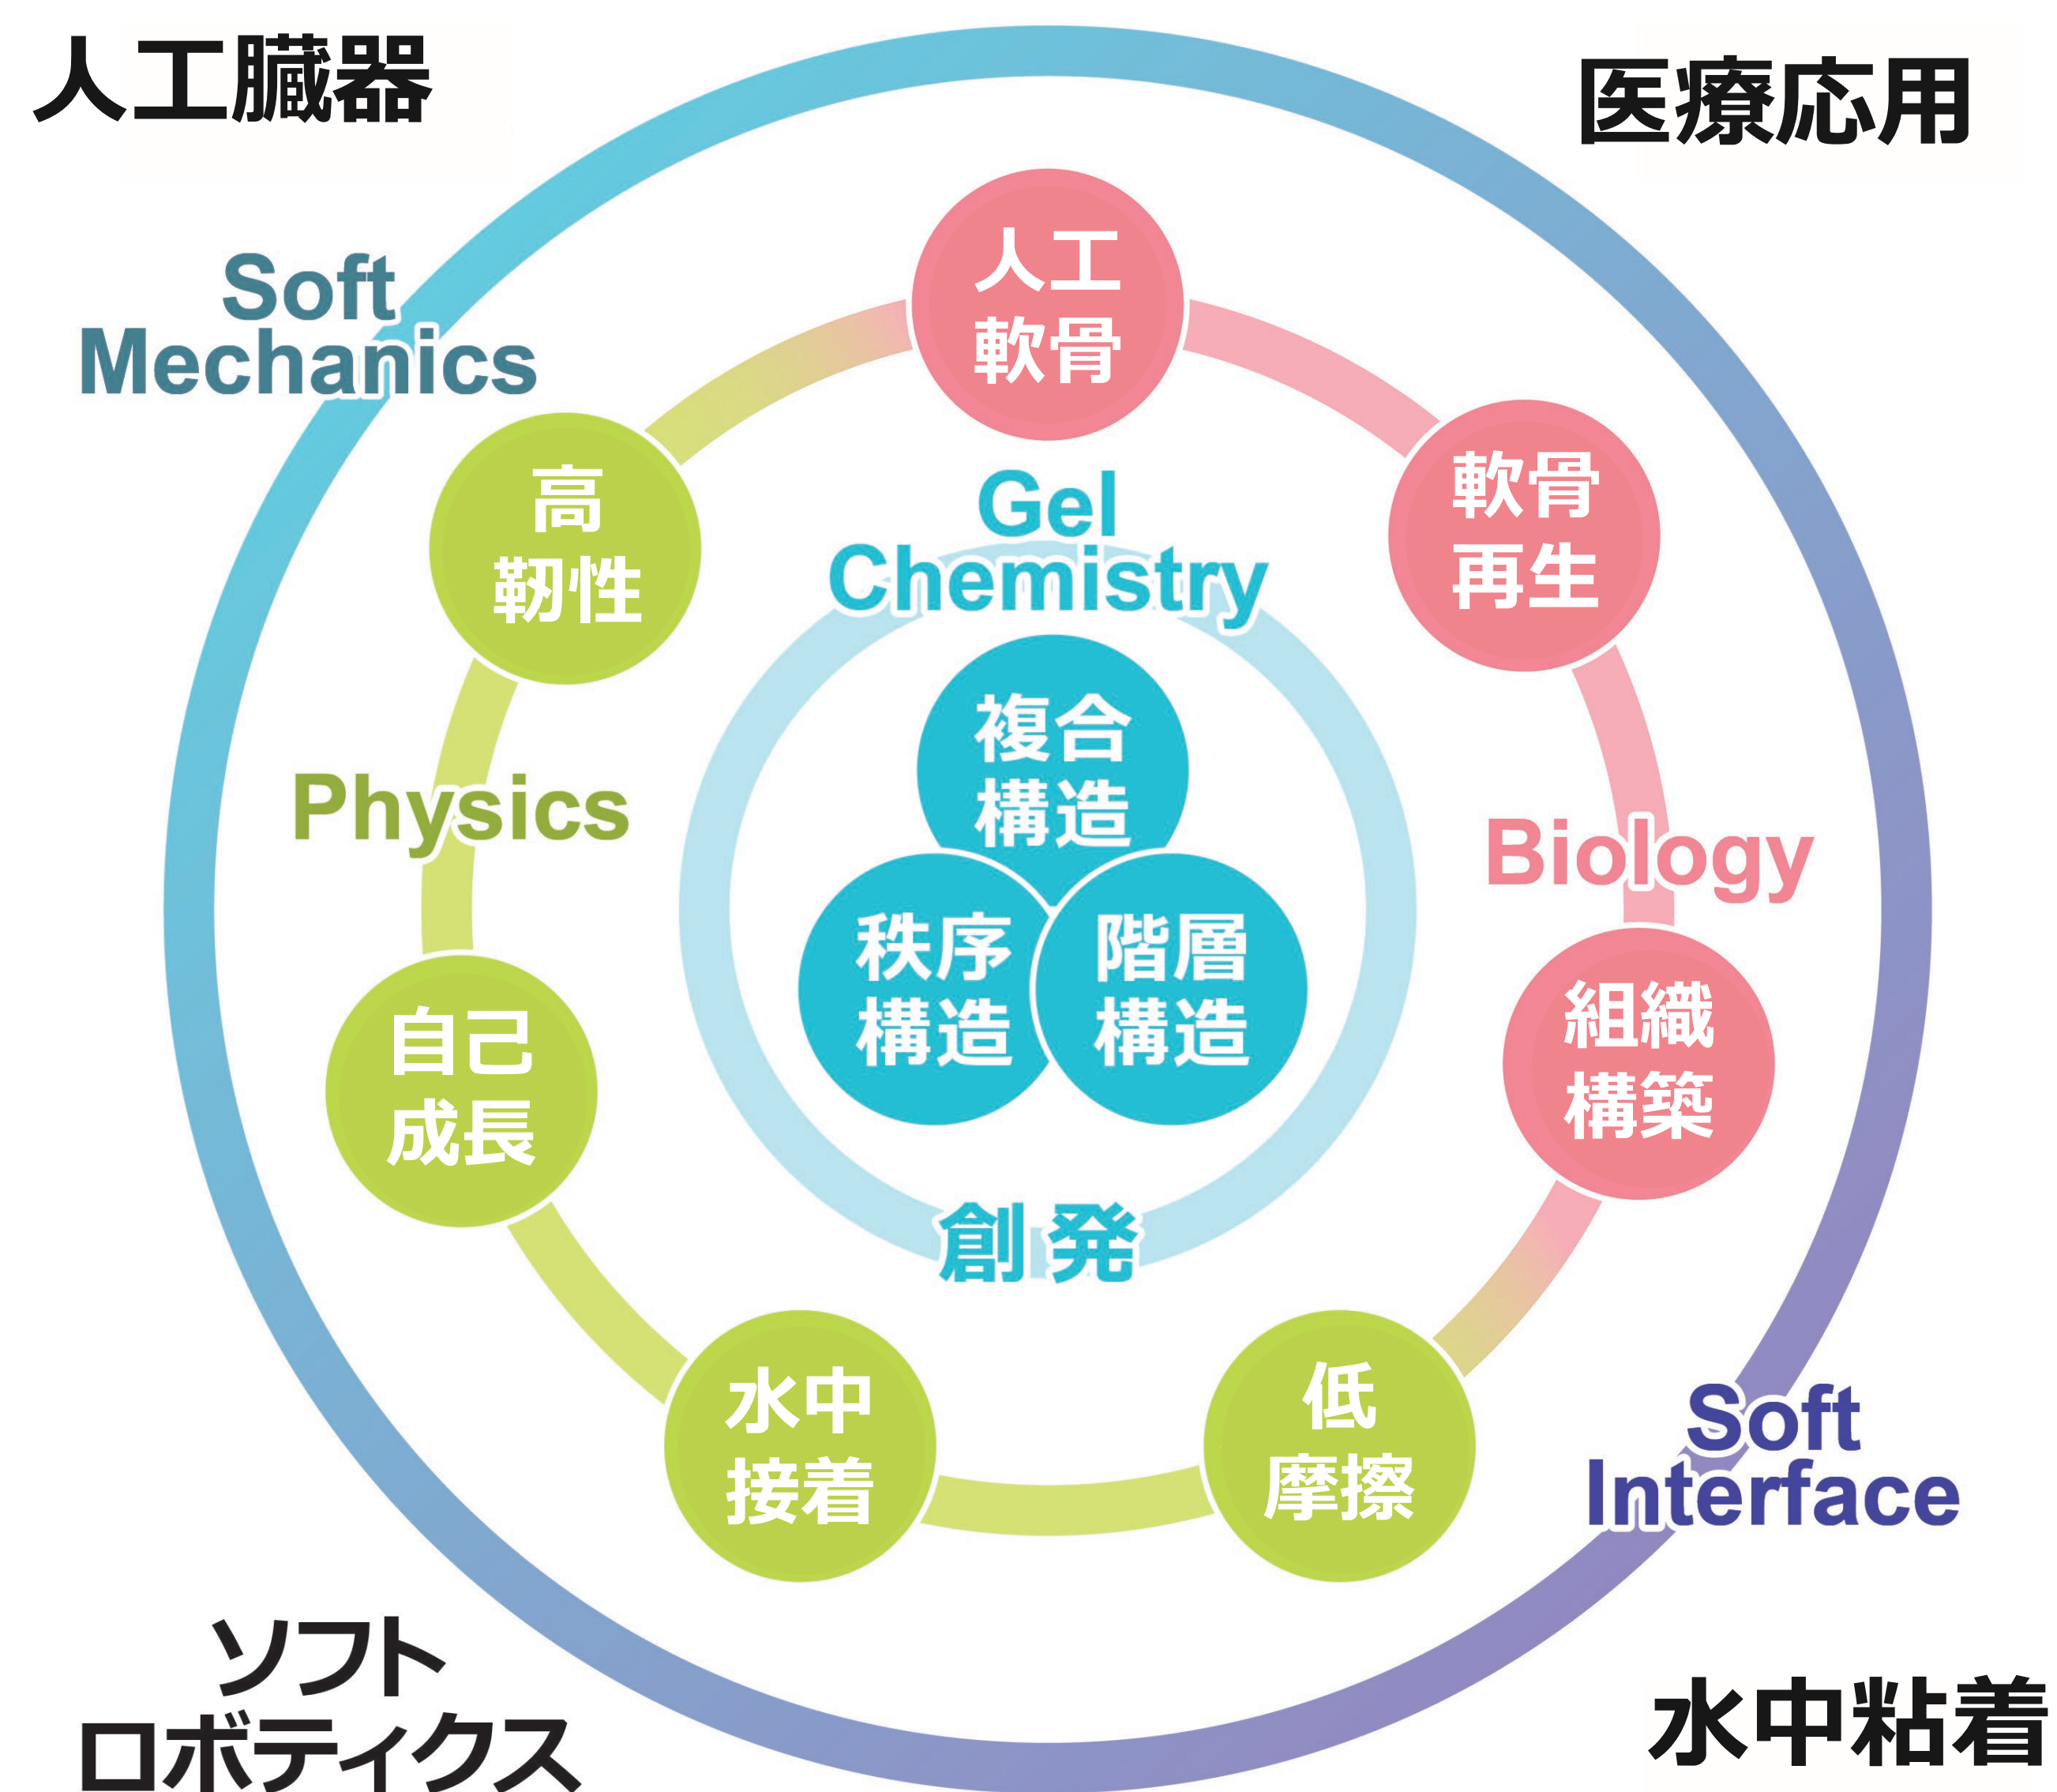 人工臓器
医療応用
Soft
Mechanics
人工
軟骨
高
靭性
軟骨
再生
Gel
Chemistry
複合
構造
Physics
Biology
秩序
構造
階層
構造
自己
成長
組織
構築
創発
水中
接着
低
摩擦
Soft
Interface
ソフト
ロボティクス
水中粘着